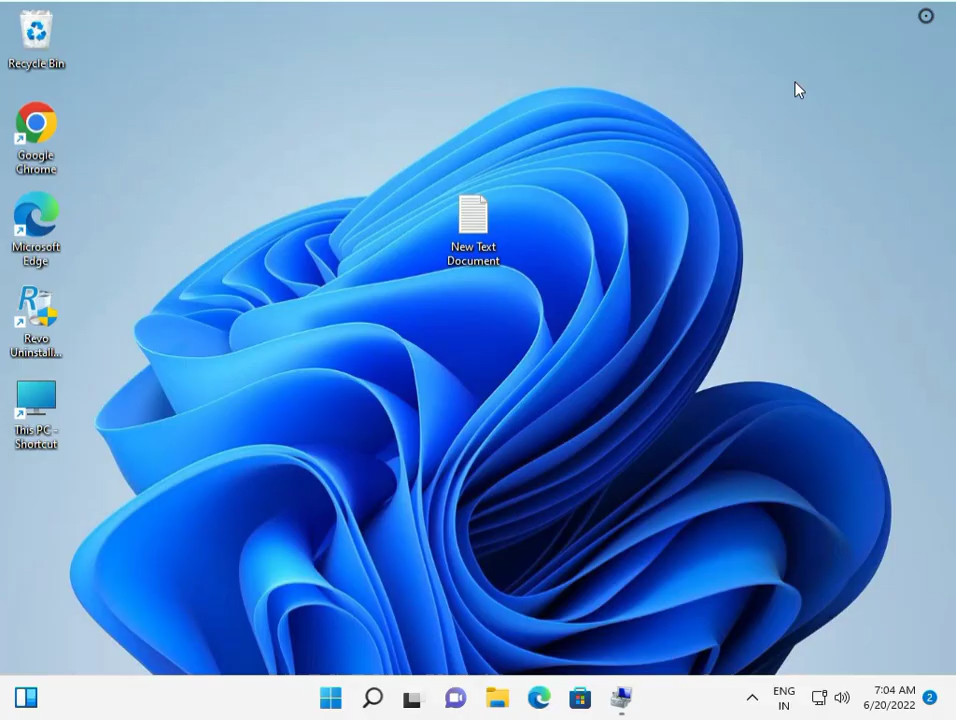 Recycle Bin
Google
Chrome
Microsoft
Edge
Revo
Uninstall...
This PC -
Shortcut
New Text
Document
ENG
IN
7:04 AM
6/20/2022
2